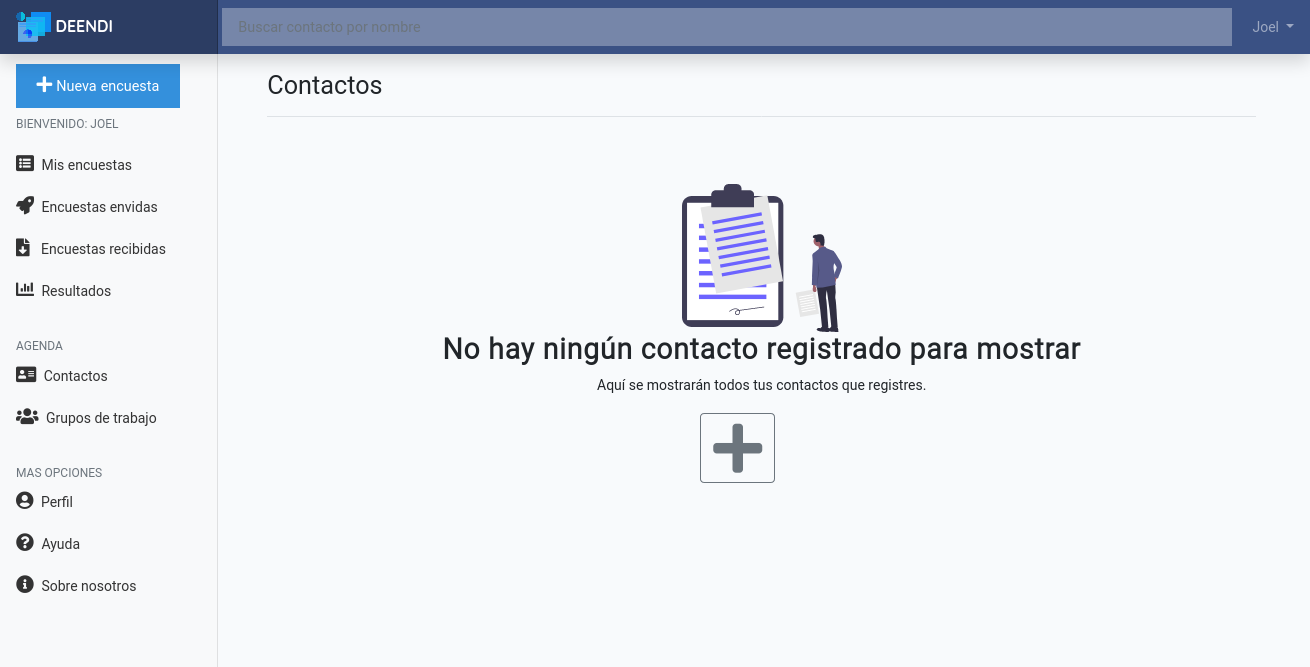 DEENDI
Buscar contacto por nombre
Joel
Nueva encuesta
BIENVENIDO: JOEL
Mis encuestas
Encuestas envidas
Encuestas recibidas
Resultados
AGENDA
Contactos
Grupos de trabajo
MAS OPCIONES
Perfil
Ayuda
Sobre nosotros
Contactos
No hay ningún contacto registrado para mostrar
Aquí se mostrarán todos tus contactos que registres.